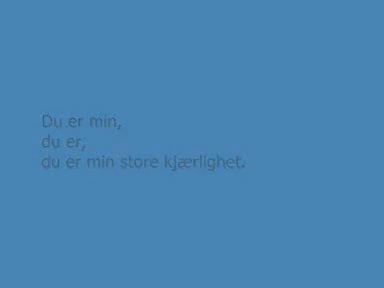 Du er min,
du er,
du er min store kjærlighet.